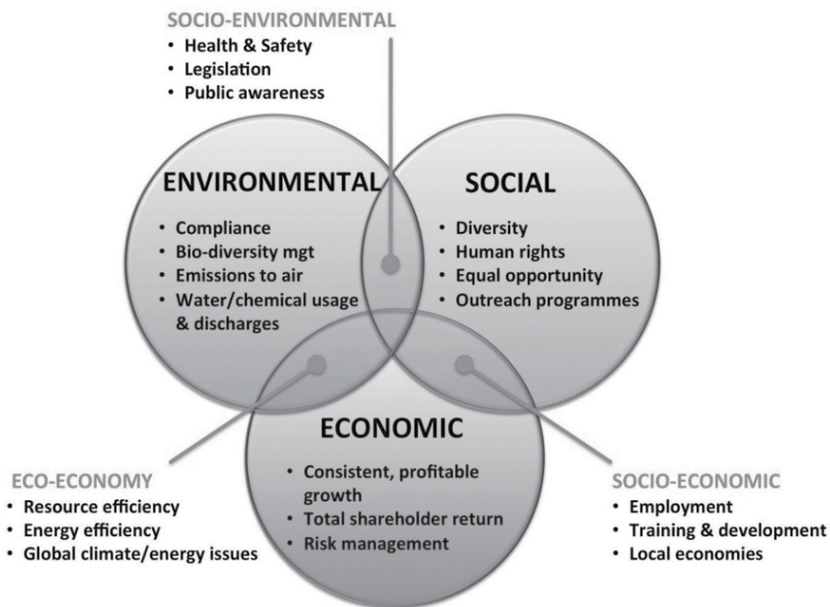 SOCIO-ENVIRONMENTAL
• Health & Safety
• Legislation
• Public awareness
ENVIRONMENTAL
• Compliance
• Bio-diversity mgt
• Emissions to air
• Water/chemical usage
& discharges
SOCIAL
• Diversity
• Human rights
• Equal opportunity
• Outreach programmes
ECONOMIC
• Consistent, profitable
growth
• Total shareholder return
• Risk management
ECO-ECONOMY
• Resource efficiency
• Energy efficiency
• Global climate/energy issues
SOCIO-ECONOMIC
• Employment
• Training & development
• Local economies